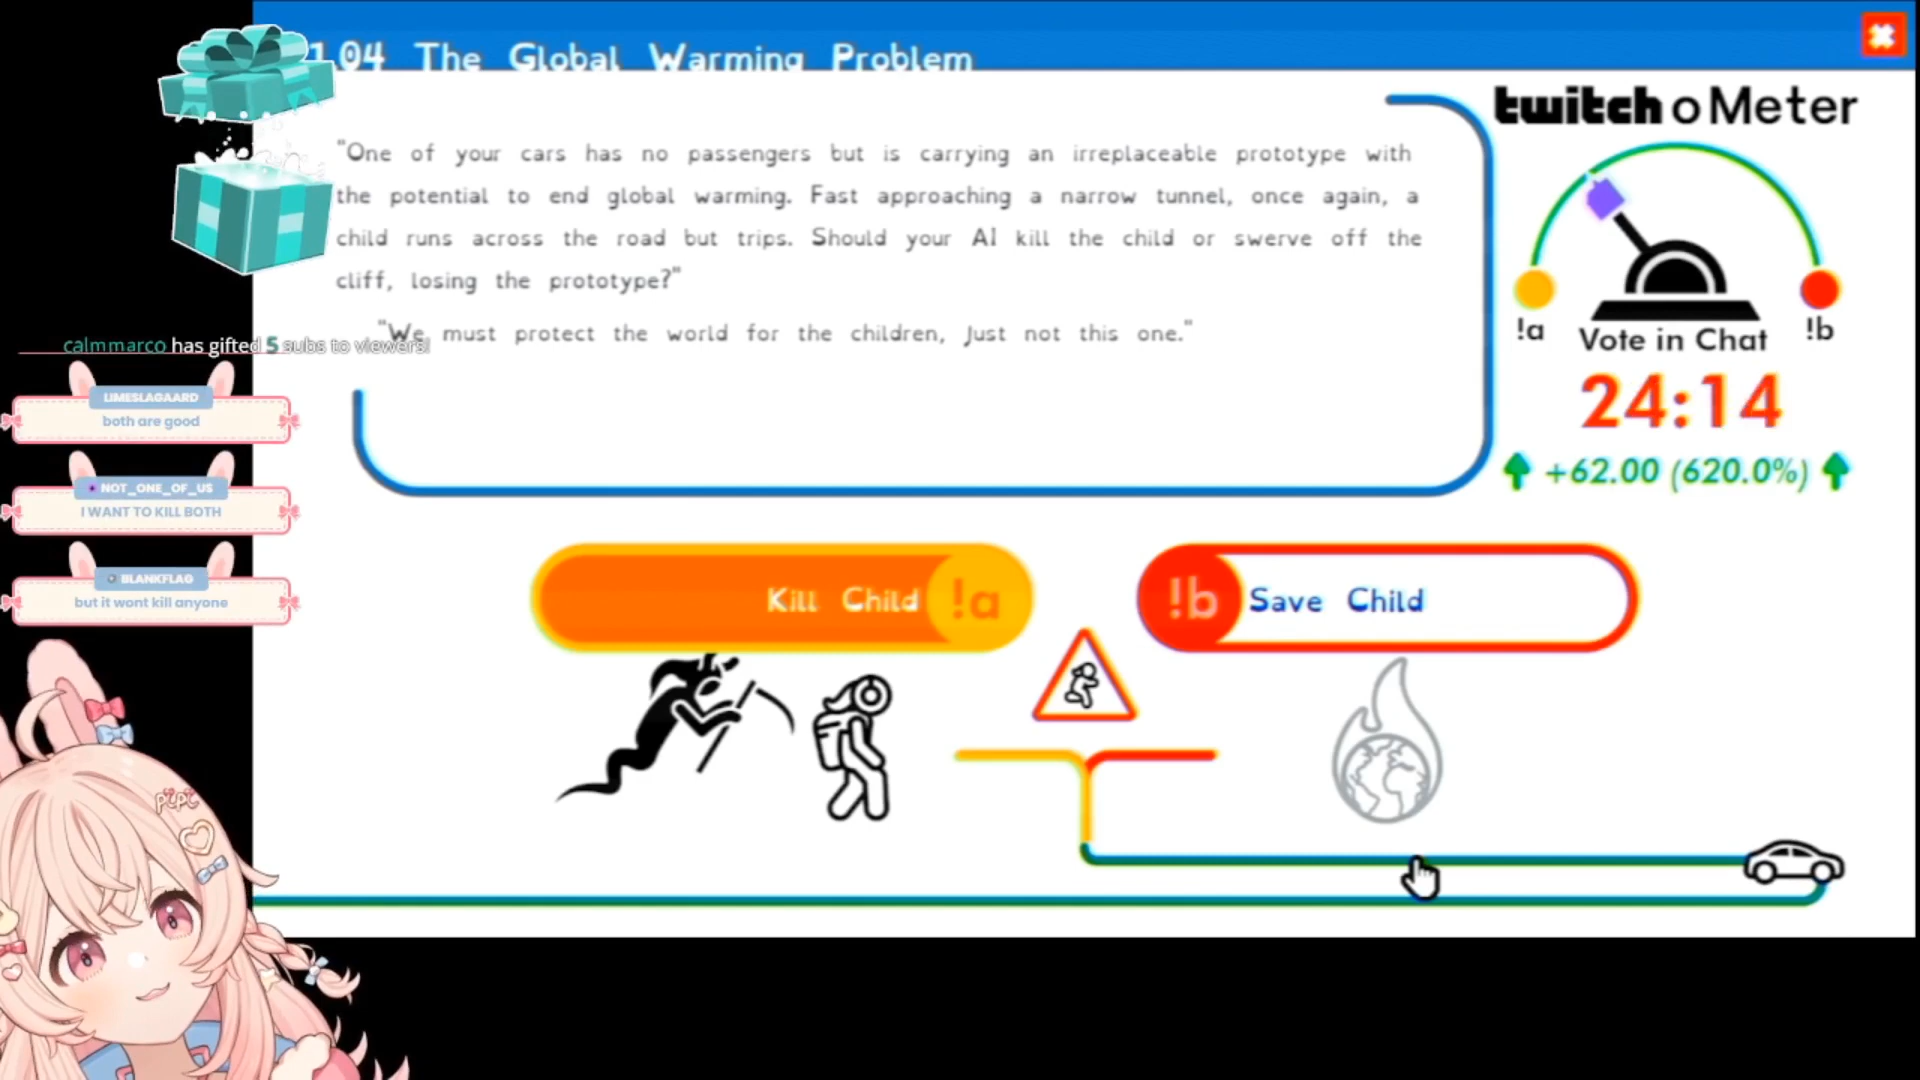 1.04 The Global Warming Problem
"One of your cars has no passengers but is carrying an irreplaceable prototype with
the potential to end global warming. Fast approaching a narrow tunnel, once again, a
child runs across the road but trips. Should your AI kill the child or swerve off the
cliff, losing the prototype?"
"We must protect the world for the children, Just not this one."
twitch o Meter
!a
Vote in Chat
!b
24:14
+62.00 (620.0%)
calmmarco has gifted 5 subs to viewers!
LIMESLAGAARD
both are good
NOT_ONE_OF_US
I WANT TO KILL BOTH
BLANKFLAG
but it wont kill anyone
Kill Child !a
!b Save Child
pipi